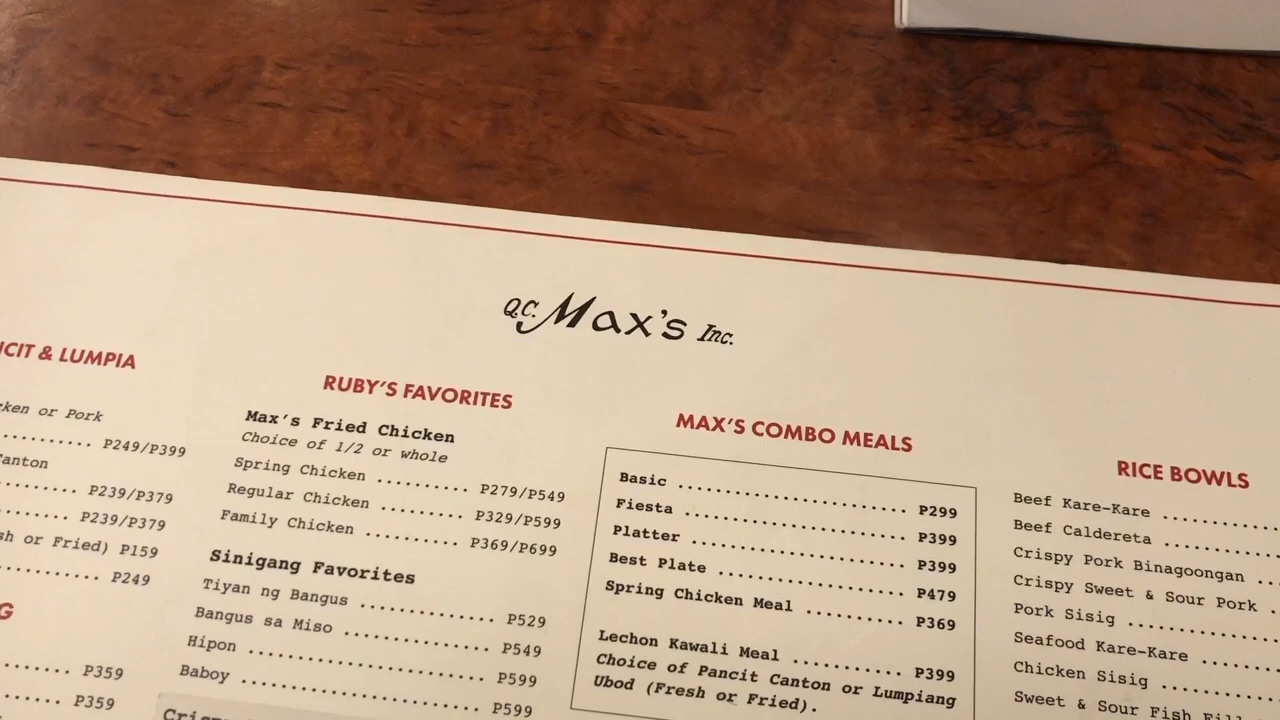 Q.C. Max's Inc.
& LUMPIA
or Pork
P249/P399
P239/P379
P239/P379
or Fried) P159
P249
P359
P359
RUBY'S FAVORITES
Max's Fried Chicken
Choice of 1/2 or whole
Spring Chicken .......... P279/P549
Regular Chicken ......... P329/P599
Family Chicken ........... P369/P699
Sinigang Favorites
Tiyan ng Bangus ............... P529
Bangus sa Miso ................ P549
Hipon ......................... P599
Baboy ......................... P599
MAX'S COMBO MEALS
Basic ......................... P299
Fiesta ........................ P399
Platter ....................... P399
Best Plate .................... P479
Spring Chicken Meal .......... P369
Lechon Kawali Meal ........... P399
Choice of Pancit Canton or Lumpiang
Ubod (Fresh or Fried).
RICE BOWLS
Beef Kare-Kare
Beef Caldereta
Crispy Pork Binagoongan
Crispy Sweet & Sour Pork
Pork Sisig
Seafood Kare-Kare
Chicken Sisig
Sweet & Sour Fish